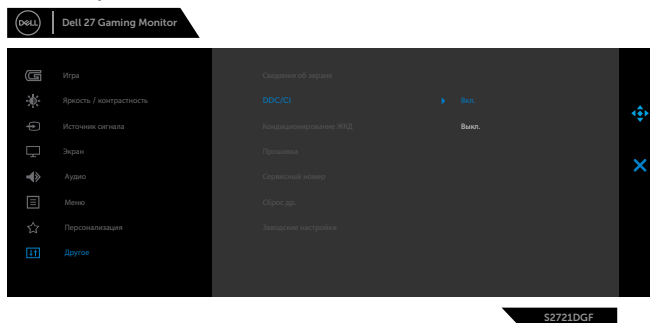 DELL
Dell 27 Gaming Monitor
Игра
Яркость / контрастность
Источник сигнала
Экран
Аудио
Меню
Персонализация
Другое
Сведения об экране
DDC/CI
Кондиционирование ЖКД
Прошивка
Сервисный номер
Сброс др.
Заводские настройки
Вкл.
Выкл.
S2721DGF